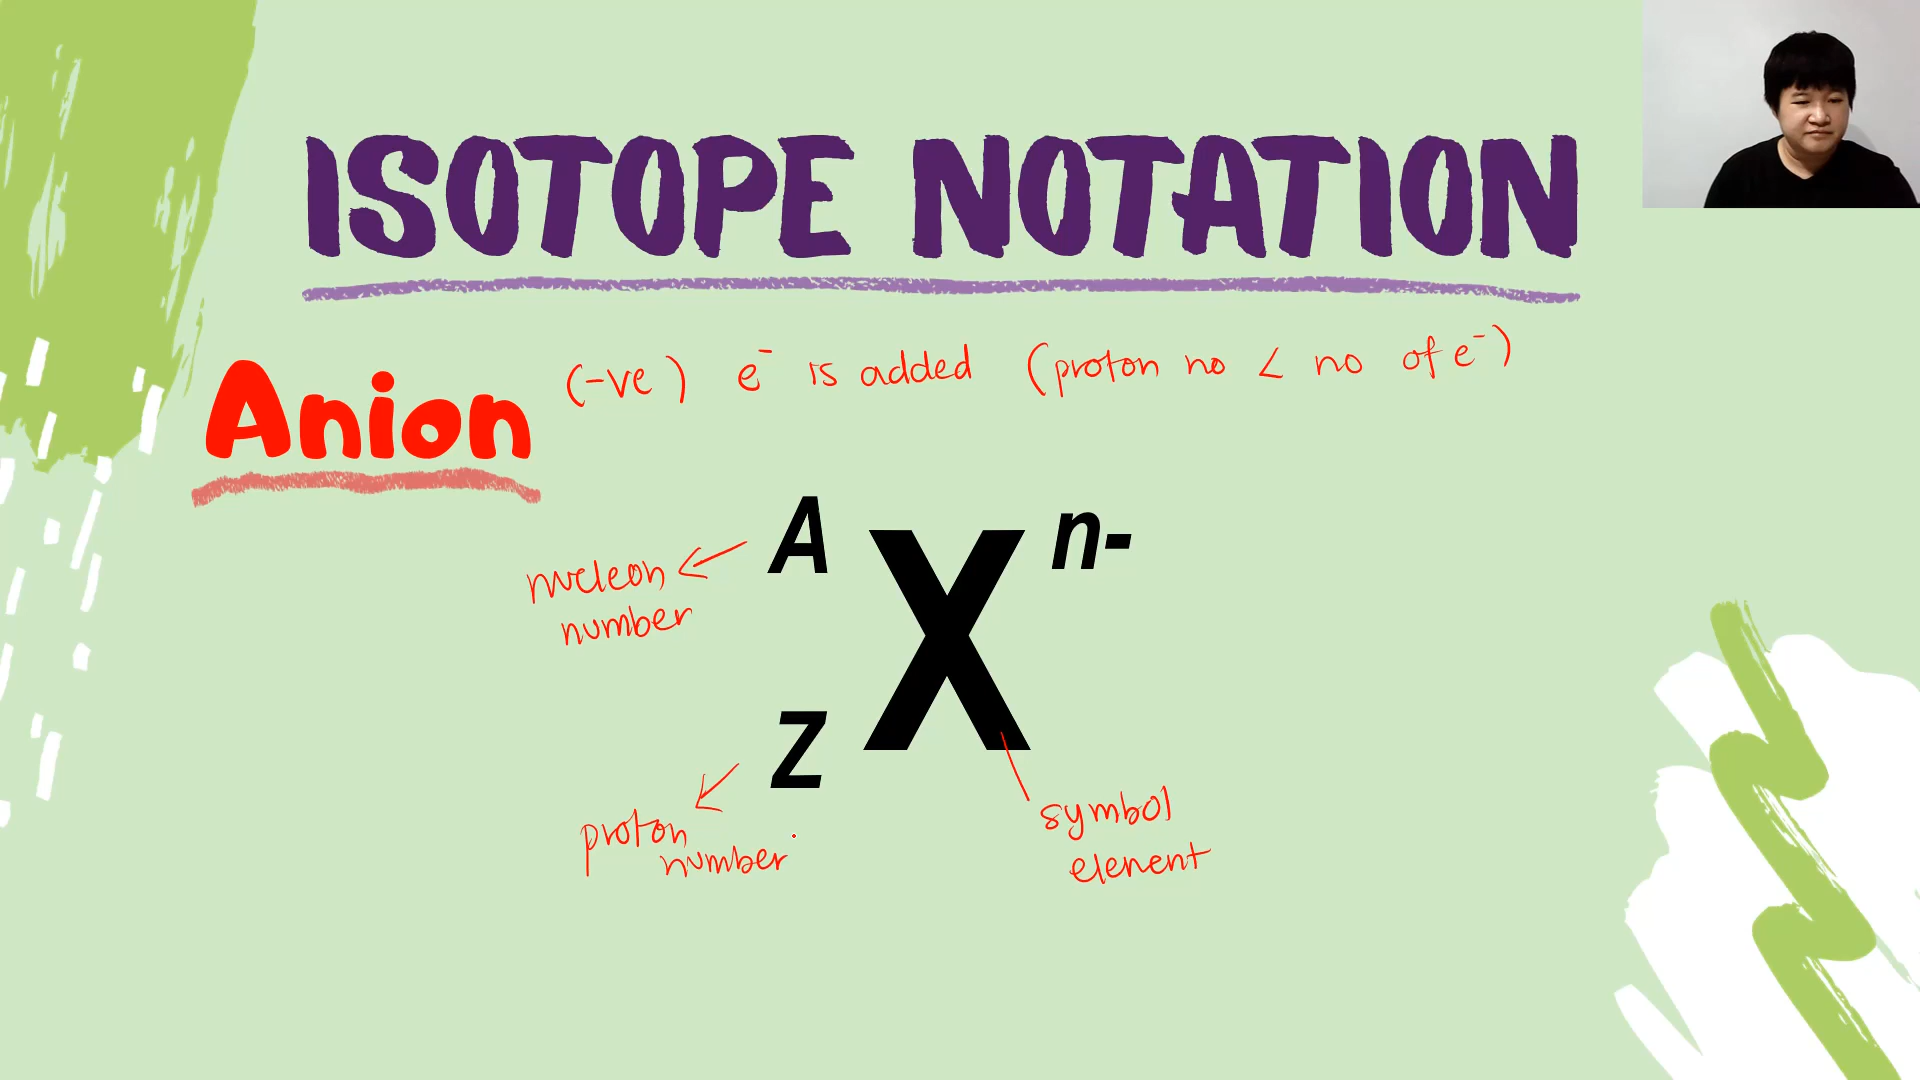 ISOTOPE NOTATION
Anion (-ve) e⁻ is added (proton no < no of e⁻)
A X n-
nucleon
number
Z
proton
number
symbol
element